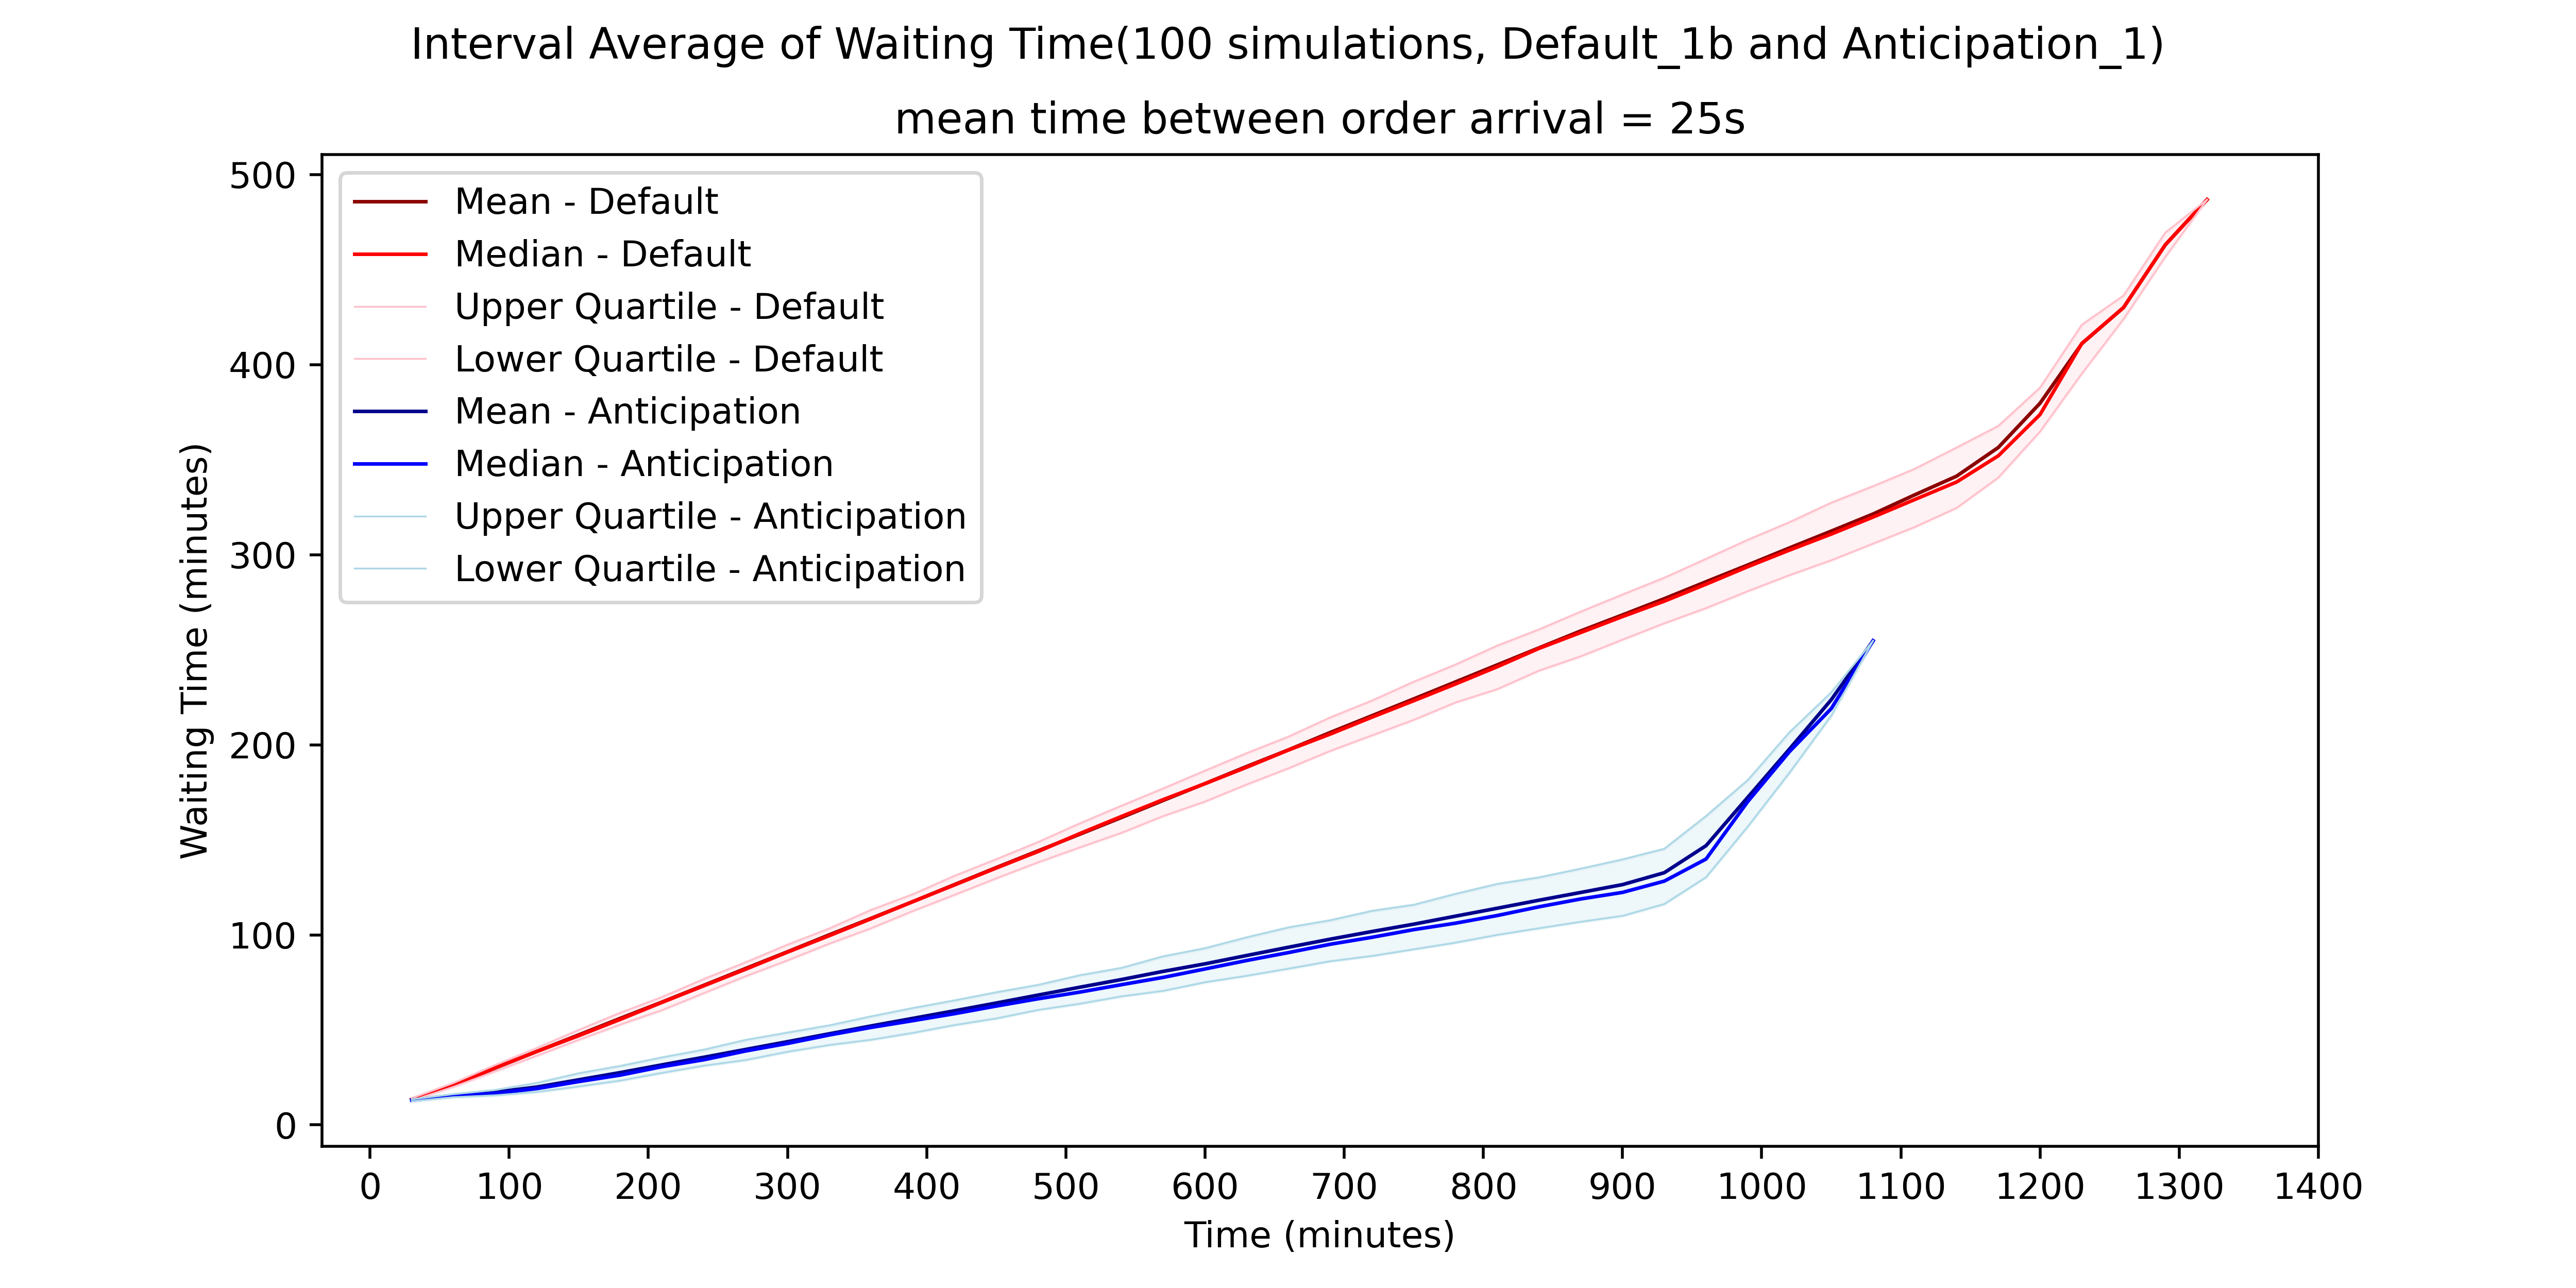 Interval Average of Waiting Time(100 simulations, Default_1b and Anticipation_1)
mean time between order arrival = 25s
Mean - Default
Median - Default
Upper Quartile - Default
Lower Quartile - Default
Mean - Anticipation
Median - Anticipation
Upper Quartile - Anticipation
Lower Quartile - Anticipation
Waiting Time (minutes)
500
400
300
200
100
0
0 100 200 300 400 500 600 700 800 900 1000 1100 1200 1300 1400
Time (minutes)